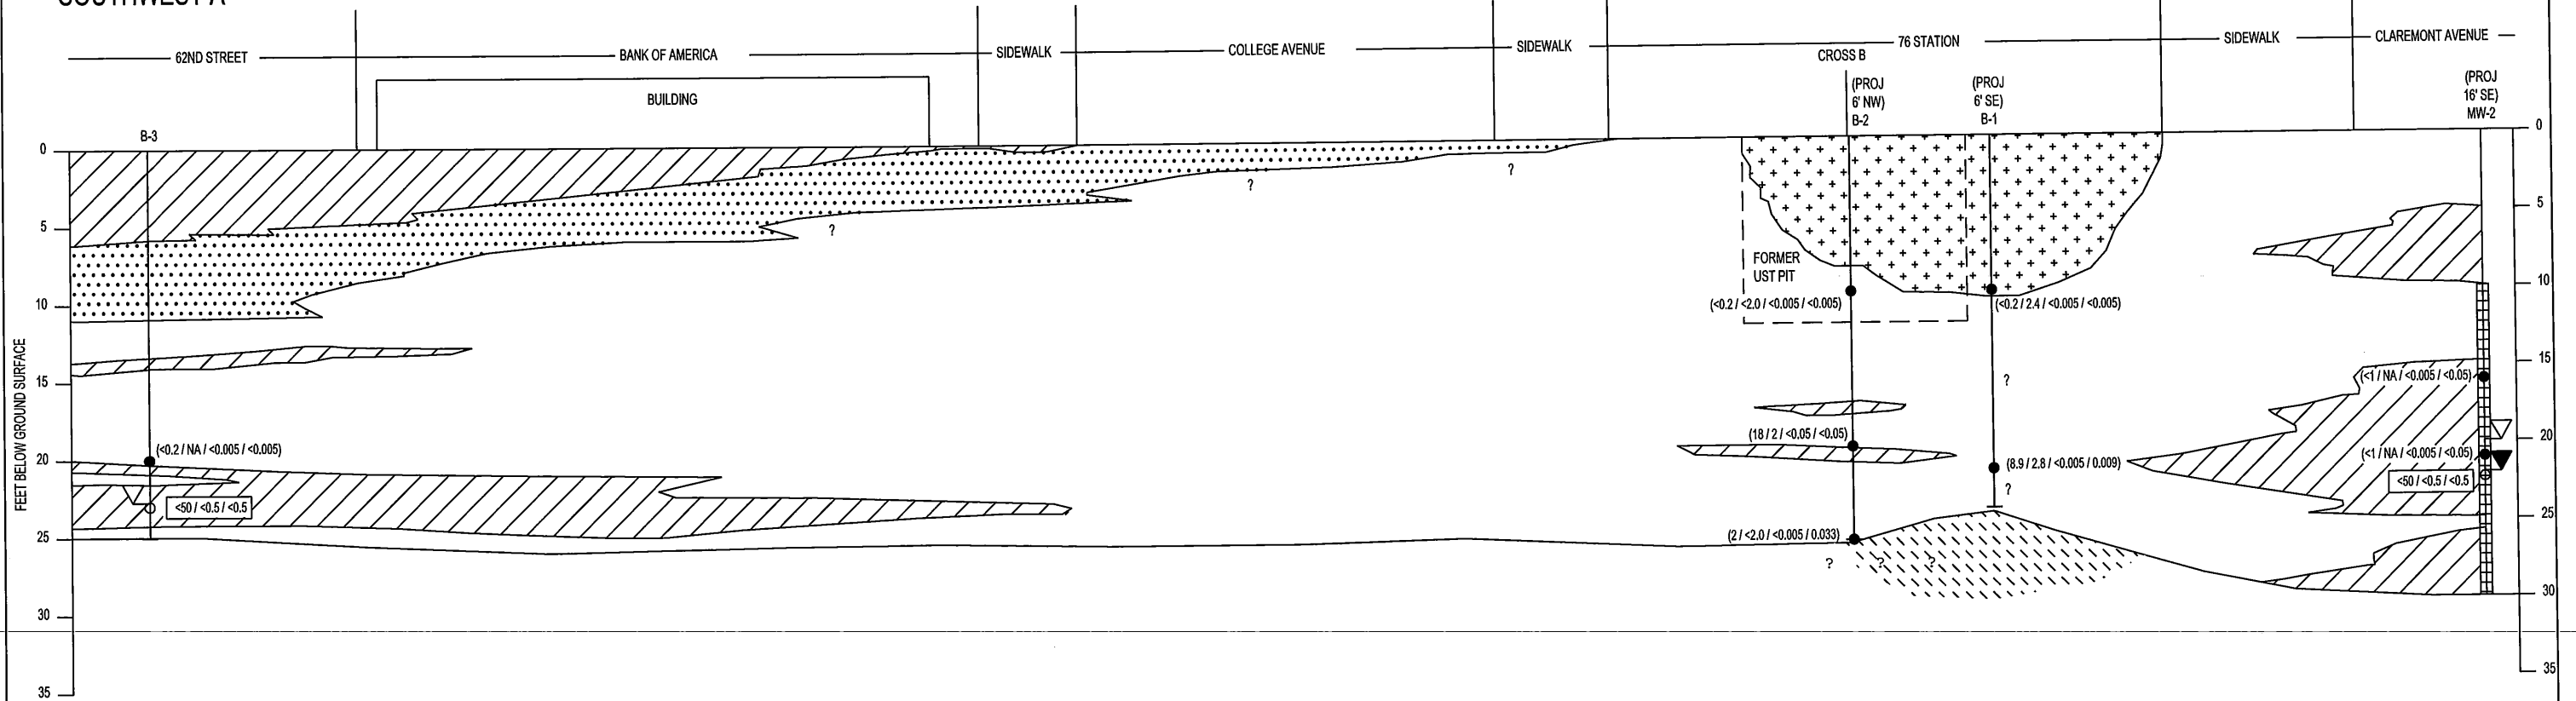 62ND STREET
BANK OF AMERICA
SIDEWALK
COLLEGE AVENUE
SIDEWALK
76 STATION
SIDEWALK
CLAREMONT AVENUE
CROSS B
BUILDING
(PROJ
6' NW)
B-2
(PROJ
6' SE)
B-1
(PROJ
16' SE)
MW-2
B-3
FEET BELOW GROUND SURFACE
0
5
10
15
20
25
30
35
?
?
?
FORMER
UST PIT
(<0.2 / <2.0 / <0.005 / <0.005)
(<0.2 / 2.4 / <0.005 / <0.005)
?
(<1 / NA / <0.005 / <0.05)
(18 / 2 / <0.05 / <0.05)
(<0.2 / NA / <0.005 / <0.005)
(8.9 / 2.8 / <0.005 / 0.009)
(<1 / NA / <0.005 / <0.05)
?
<50 / <0.5 / <0.5
<50 / <0.5 / <0.5
(2 / <2.0 / <0.005 / 0.033)
? ? ?
0
5
10
15
20
25
30
35